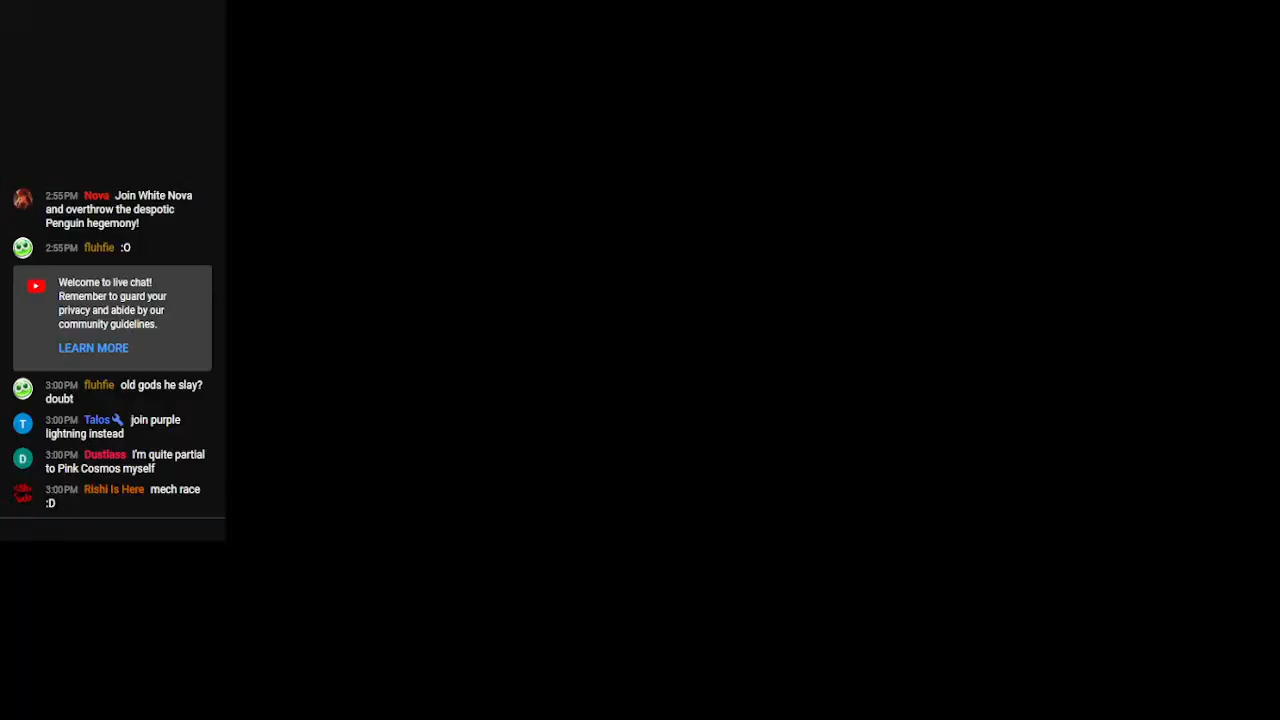 2:55PM Nova Join White Nova
and overthrow the despotic
Penguin hegemony!
2:55PM fluhfie :O
Welcome to live chat!
Remember to guard your
privacy and abide by our
community guidelines.
LEARN MORE
3:00PM fluhfie old gods he slay?
doubt
T
3:00PM Talos join purple
lightning instead
D
3:00PM Dustlass I'm quite partial
to Pink Cosmos myself
3:00PM Rishi Is Here mech race
:D